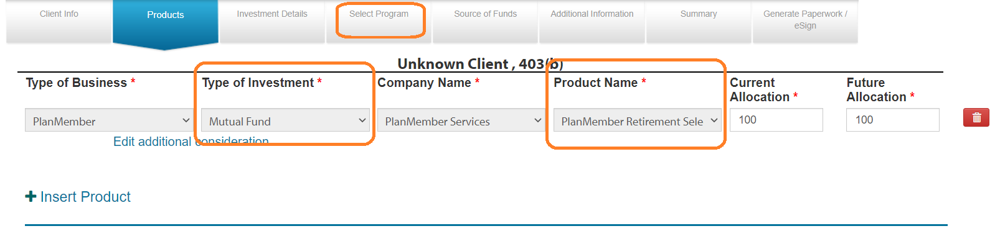 Client Info
Products
Investment Details
Select Program
Source of Funds
Additional Information
Summary
Generate Paperwork /
eSign
Unknown Client , 403(b)
Type of Business *
Type of Investment *
Company Name *
Product Name *
Current
Allocation *
Future
Allocation *
PlanMember
Mutual Fund
PlanMember Services
PlanMember Retirement Sele
100
100
Edit additional consideration
Insert Product